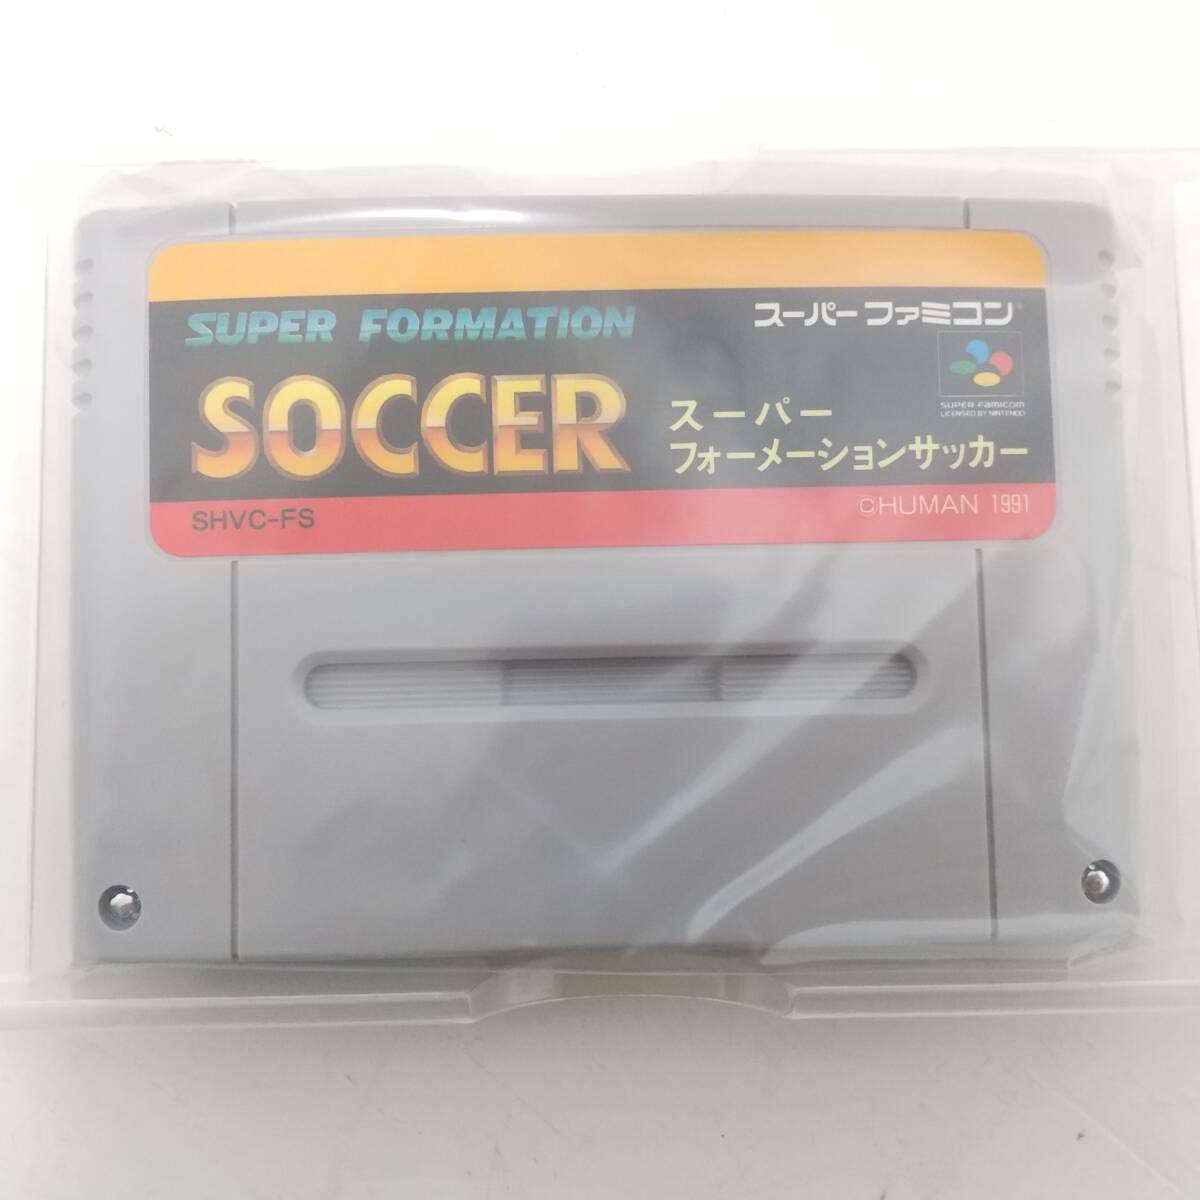 SUPER FORMATION
SOCCER
スーパーファミコン®
SUPER FAMICOM
LICENSED BY NINTENDO
スーパー
フォーメーションサッカー
SHVC-FS
©HUMAN 1991